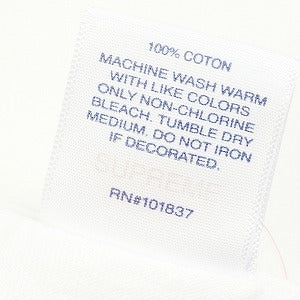 100% COTON
MACHINE WASH WARM
WITH LIKE COLORS
ONLY NON-CHLORINE
BLEACH. TUMBLE DRY
MEDIUM. DO NOT IRON
IF DECORATED.
SUPREME
RN#101837